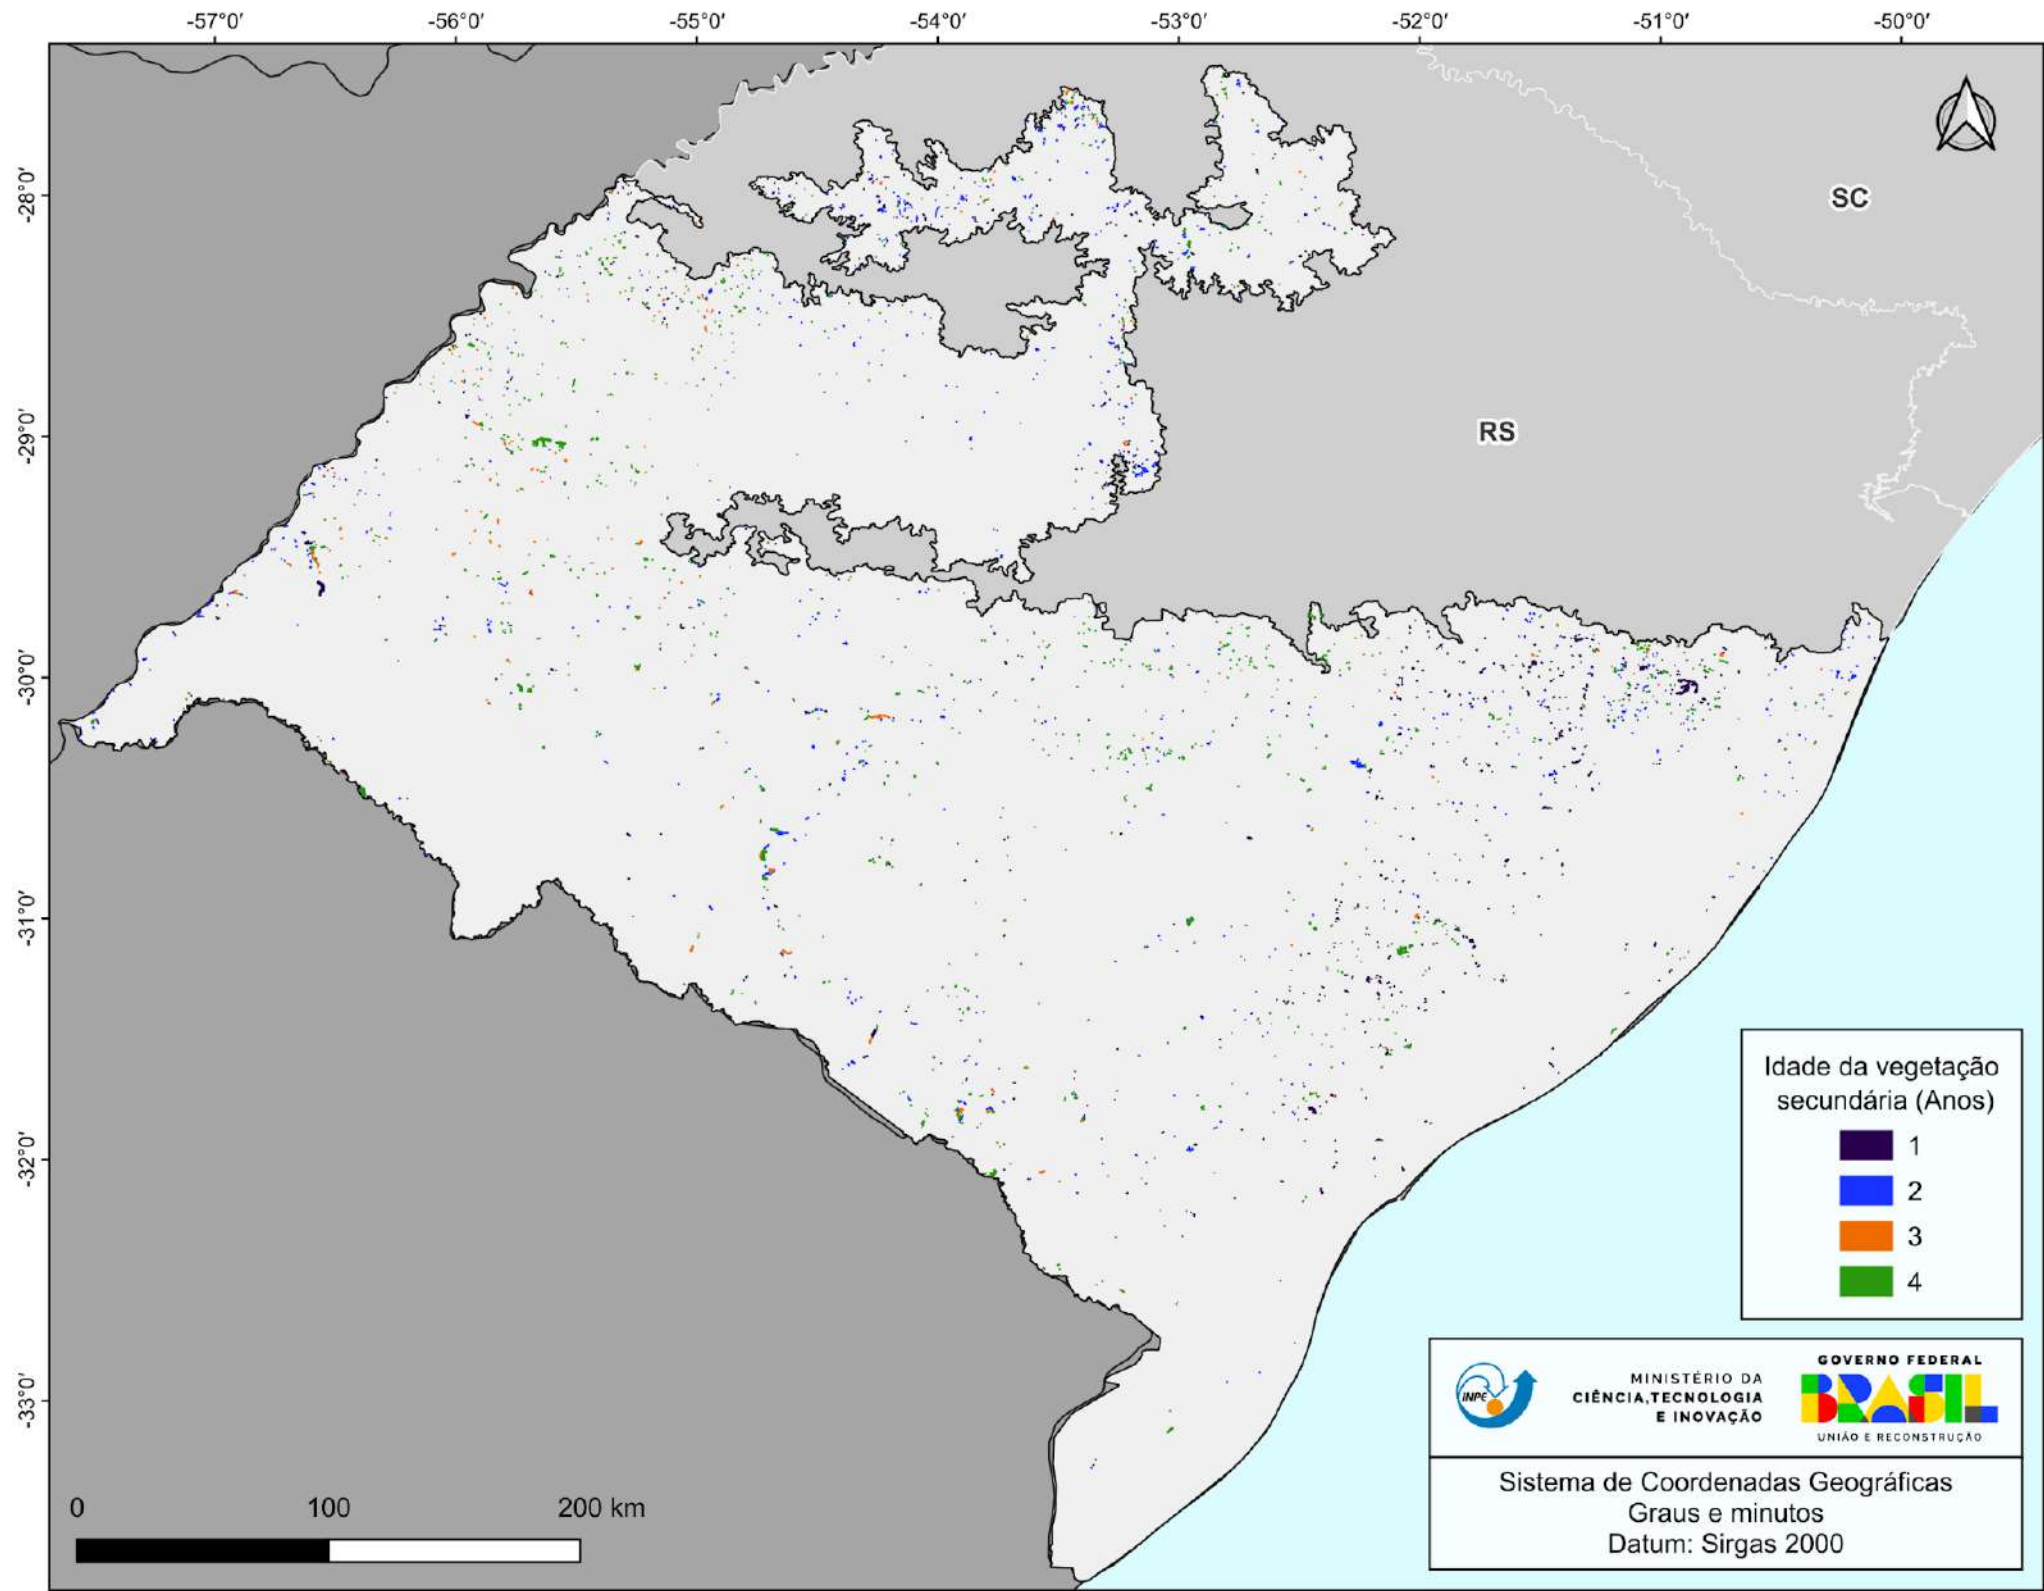 -57°0′ -56°0′ -55°0′ -54°0′ -53°0′ -52°0′ -51°0′ -50°0′
-28°0′
-29°0′
-30°0′
-31°0′
-32°0′
-33°0′
SC
RS
Idade da vegetação
secundária (Anos)
1
2
3
4
INPE
MINISTÉRIO DA
CIÊNCIA,TECNOLOGIA
E INOVAÇÃO
GOVERNO FEDERAL
BRASIL
UNIÃO E RECONSTRUÇÃO
Sistema de Coordenadas Geográficas
Graus e minutos
Datum: Sirgas 2000
0 100 200 km